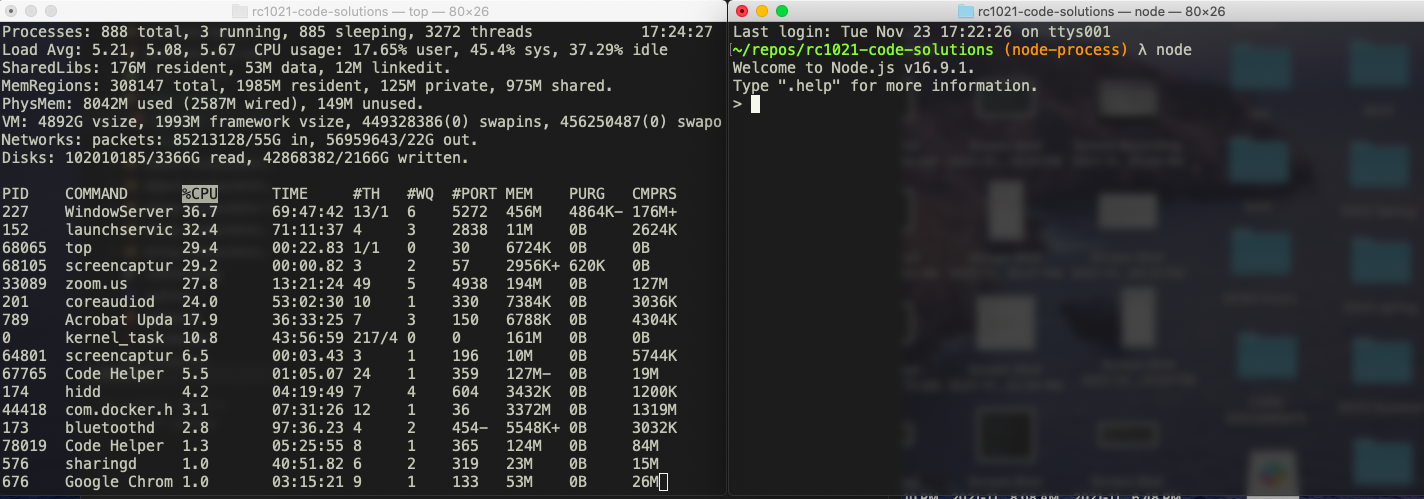 rc1021-code-solutions — top — 80×26
Processes: 888 total, 3 running, 885 sleeping, 3272 threads 17:24:27
Load Avg: 5.21, 5.08, 5.67 CPU usage: 17.65% user, 45.4% sys, 37.29% idle
SharedLibs: 176M resident, 53M data, 12M linkedit.
MemRegions: 308147 total, 1985M resident, 125M private, 975M shared.
PhysMem: 8042M used (2587M wired), 149M unused.
VM: 4892G vsize, 1993M framework vsize, 449328386(0) swapins, 456250487(0) swapo
Networks: packets: 85213128/55G in, 56959643/22G out.
Disks: 102010185/3366G read, 42868382/2166G written.
PID COMMAND %CPU TIME #TH #WQ #PORT MEM PURG CMPRS
227 WindowServer 36.7 69:47:42 13/1 6 5272 456M 4864K- 176M+
152 launchservic 32.4 71:11:37 4 3 2838 11M 0B 2624K
68065 top 29.4 00:22.83 1/1 0 30 6724K 0B 0B
68105 screencaptur 29.2 00:00.82 3 2 57 2956K+ 620K 0B
33089 zoom.us 27.8 13:21:24 49 5 4938 194M 0B 127M
201 coreaudiod 24.0 53:02:30 10 1 330 7384K 0B 3036K
789 Acrobat Upda 17.9 36:33:25 7 3 150 6788K 0B 4304K
0 kernel_task 10.8 43:56:59 217/4 0 0 161M 0B 0B
64801 screencaptur 6.5 00:03.43 3 1 196 10M 0B 5744K
67765 Code Helper 5.5 01:05.07 24 1 359 127M- 0B 19M
174 hidd 4.2 04:19:49 7 4 604 3432K 0B 1200K
44418 com.docker.h 3.1 07:31:26 12 1 36 3372M 0B 1319M
173 bluetoothd 2.8 97:36.23 4 2 454- 5548K+ 0B 3032K
78019 Code Helper 1.3 05:25:55 8 1 365 124M 0B 84M
576 sharingd 1.0 40:51.82 6 2 319 23M 0B 15M
676 Google Chrom 1.0 03:15:21 9 1 133 53M 0B 26M
rc1021-code-solutions — node — 80×26
Last login: Tue Nov 23 17:22:26 on ttys001
~/repos/rc1021-code-solutions (node-process) λ node
Welcome to Node.js v16.9.1.
Type ".help" for more information.
>